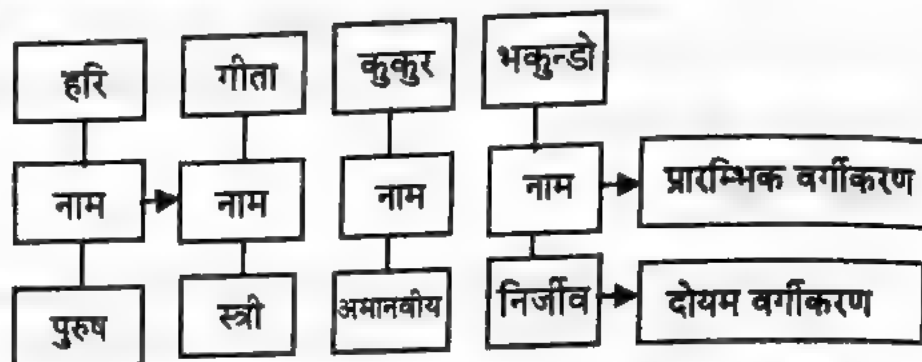 हरि गीता कुकुर भकुन्डो
नाम नाम नाम नाम प्रारम्भिक वर्गीकरण
पुरुष स्त्री अमानवीय निर्जीव दोयम वर्गीकरण